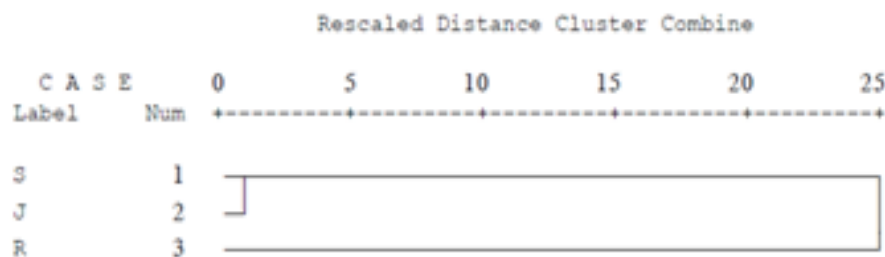 Rescaled Distance Cluster Combine
C A S E 0 5 10 15 20 25
Label Num +---------+---------+---------+---------+---------+
S 1
J 2
R 3